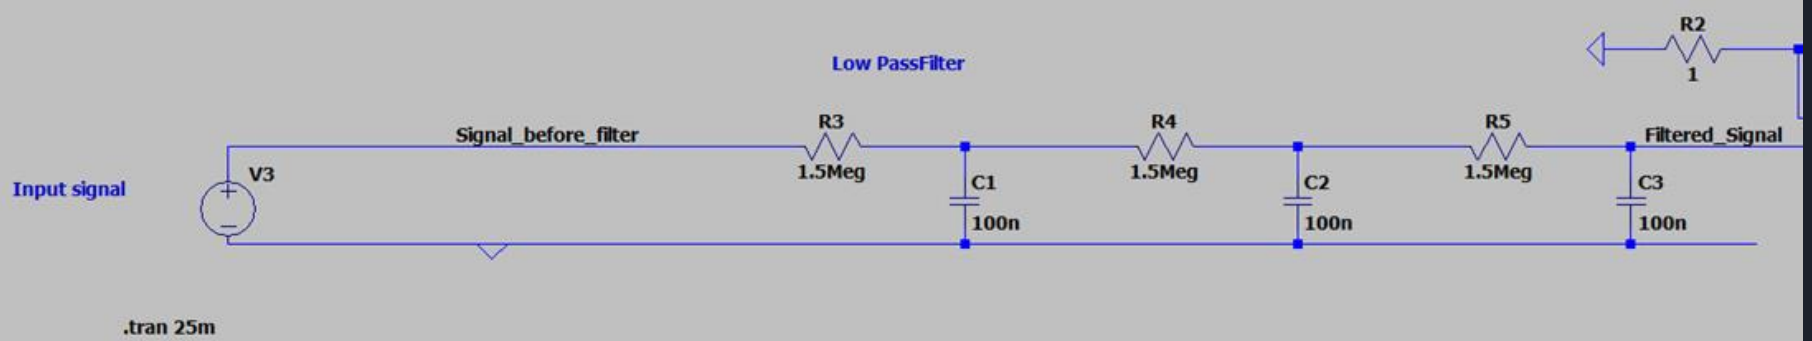 R2
1
Low PassFilter
Signal_before_filter
R3
1.5Meg
R4
1.5Meg
R5
1.5Meg
Filtered_Signal
Input signal
V3
C1
100n
C2
100n
C3
100n
.tran 25m